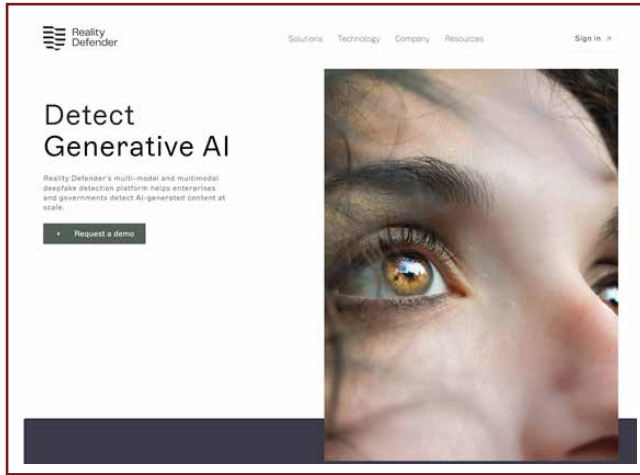 Reality
Defender
Solutions Technology Company Resources Sign in
Detect
Generative AI
Reality Defender's multi-model and multimodal
deepfake detection platform helps enterprises
and governments detect AI-generated content at
scale.
Request a demo